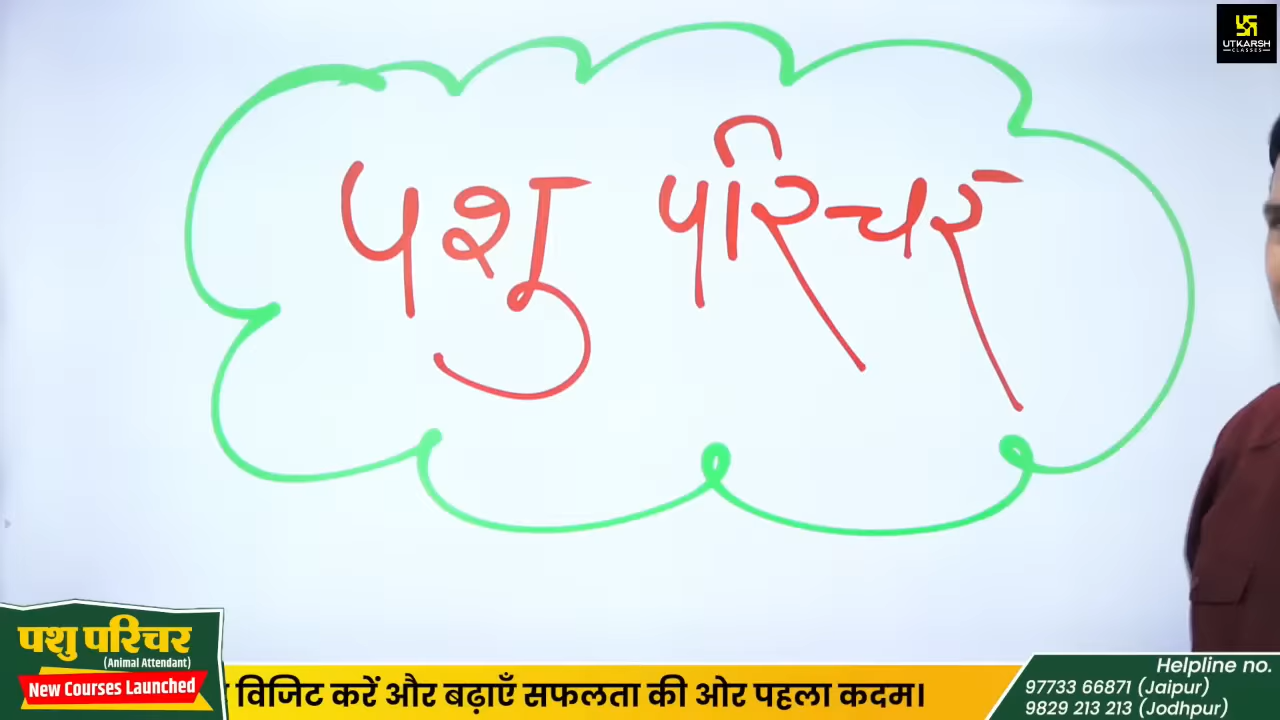 UTKARSH
CLASSES
पशु परिचर
पशु परिचर
(Animal Attendant)
New Courses Launched
विजिट करें और बढ़ाएँ सफलता की ओर पहला कदम।
Helpline no.
97733 66871 (Jaipur)
9829 213 213 (Jodhpur)